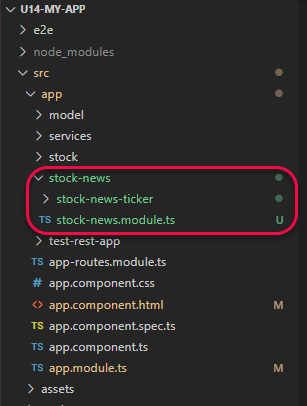 U14-MY-APP
e2e
node_modules
src
app
model
services
stock
stock-news
stock-news-ticker
TS stock-news.module.ts U
test-rest-app
TS app-routes.module.ts
# app.component.css
<> app.component.html M
TS app.component.spec.ts
TS app.component.ts
TS app.module.ts M
assets